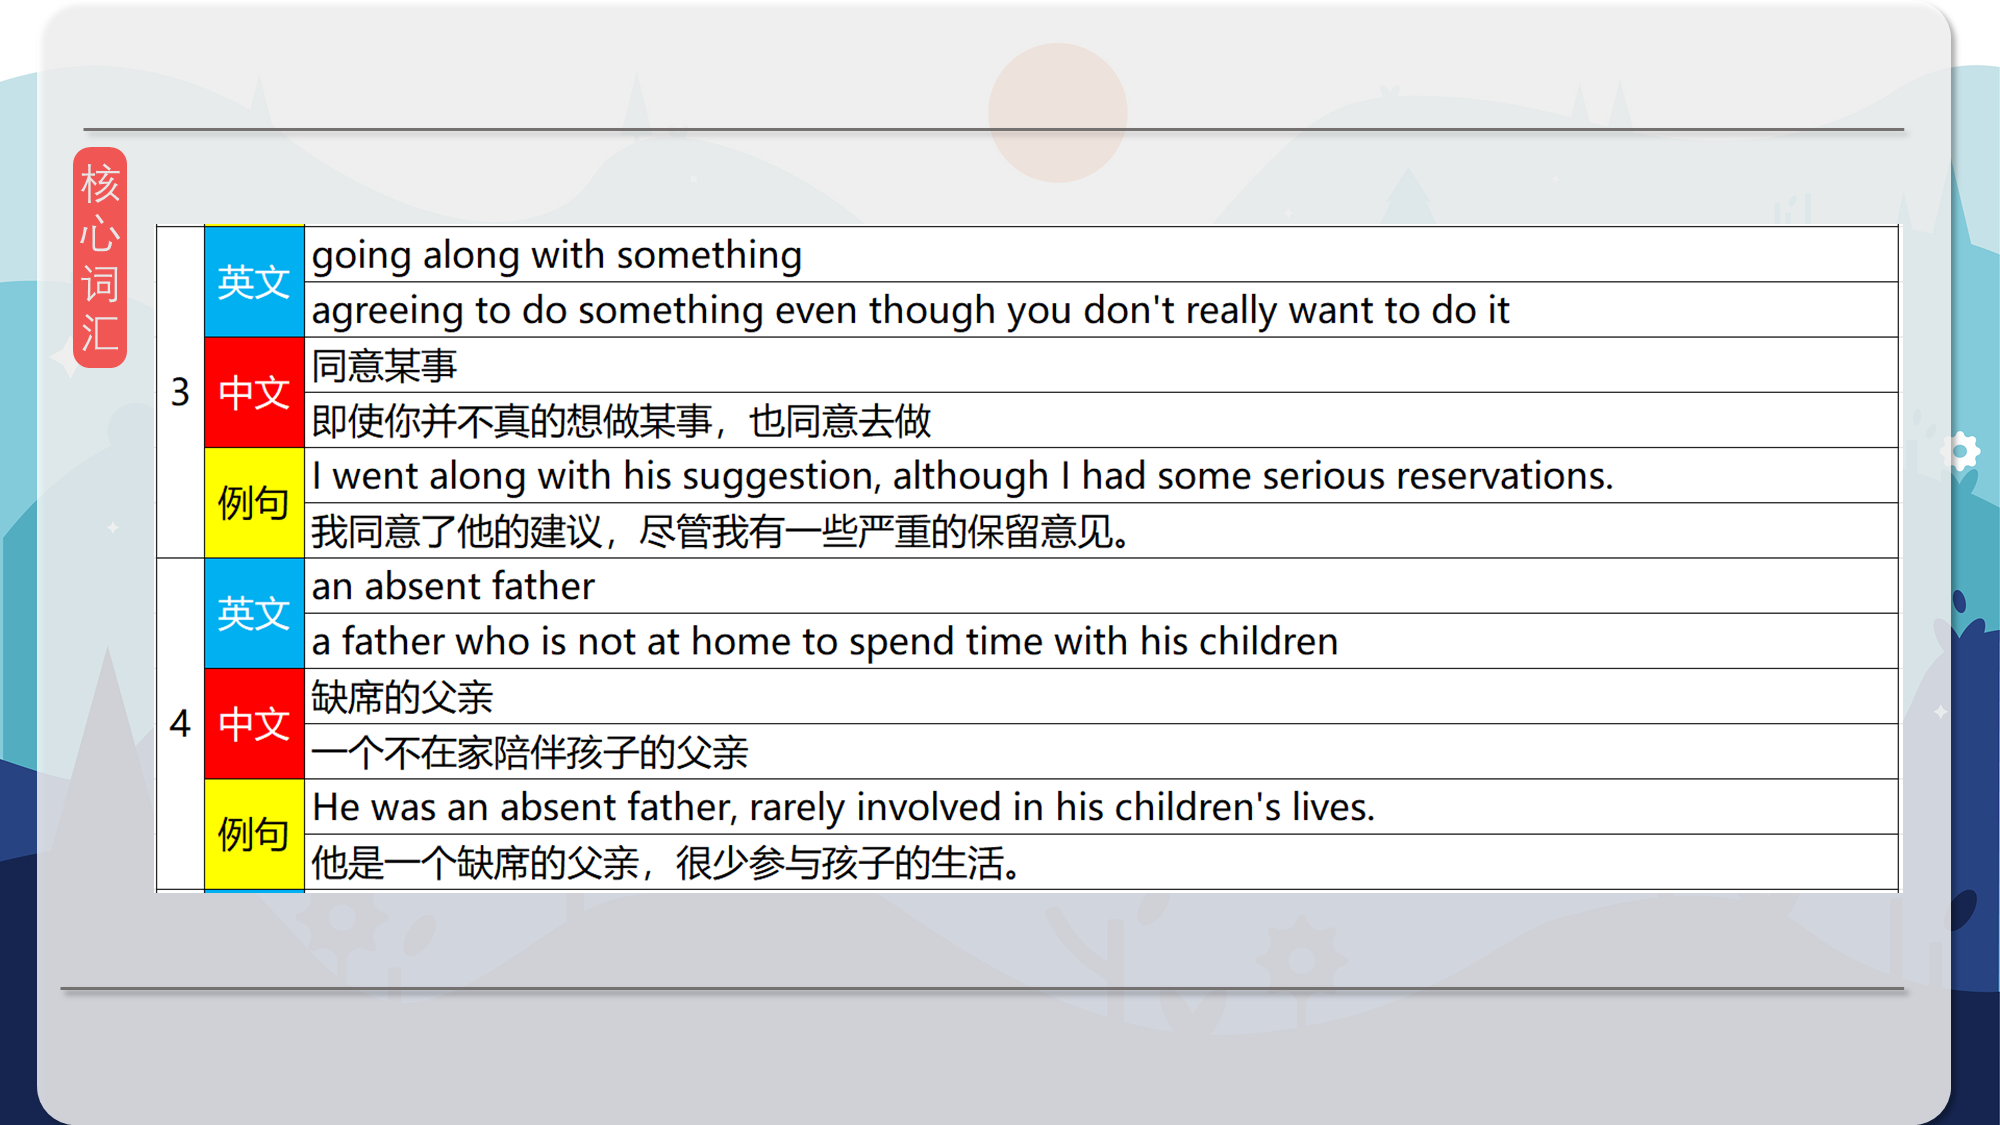 核心词汇
3
英文
going along with something
agreeing to do something even though you don't really want to do it
中文
同意某事
即使你并不真的想做某事，也同意去做
例句
I went along with his suggestion, although I had some serious reservations.
我同意了他的建议，尽管我有一些严重的保留意见。
4
英文
an absent father
a father who is not at home to spend time with his children
中文
缺席的父亲
一个不在家陪伴孩子的父亲
例句
He was an absent father, rarely involved in his children's lives.
他是一个缺席的父亲，很少参与孩子的生活。